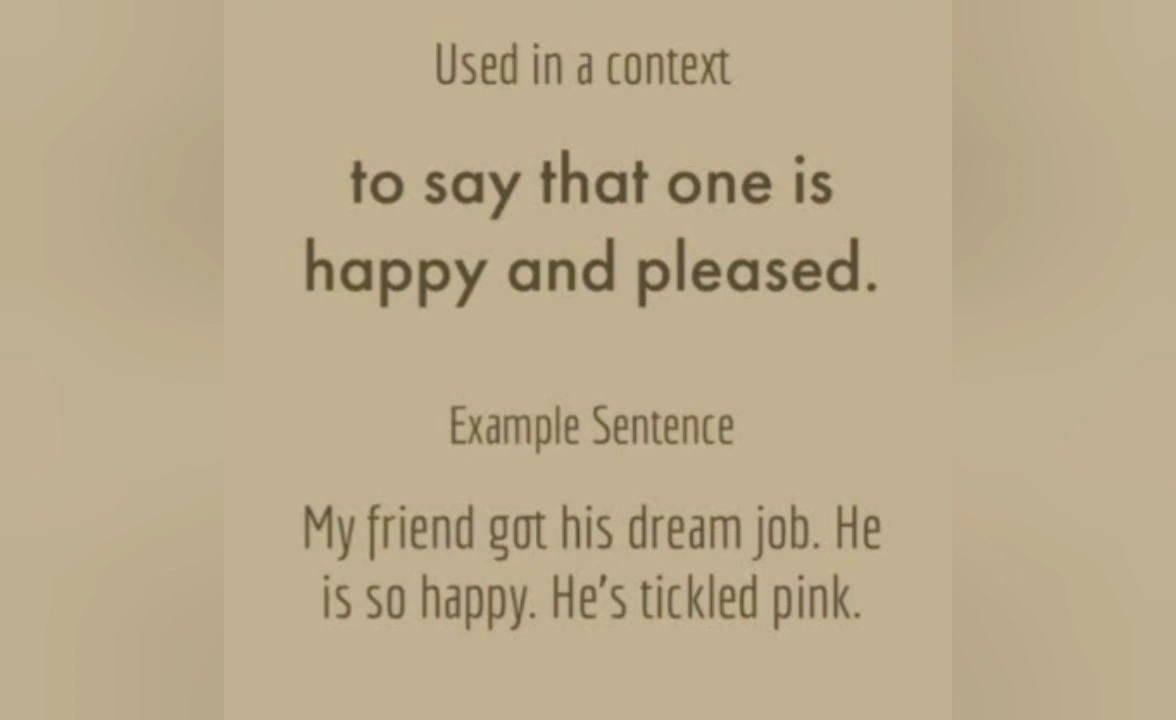 Used in a context
to say that one is
happy and pleased.
Example Sentence
My friend got his dream job. He
is so happy. He's tickled pink.